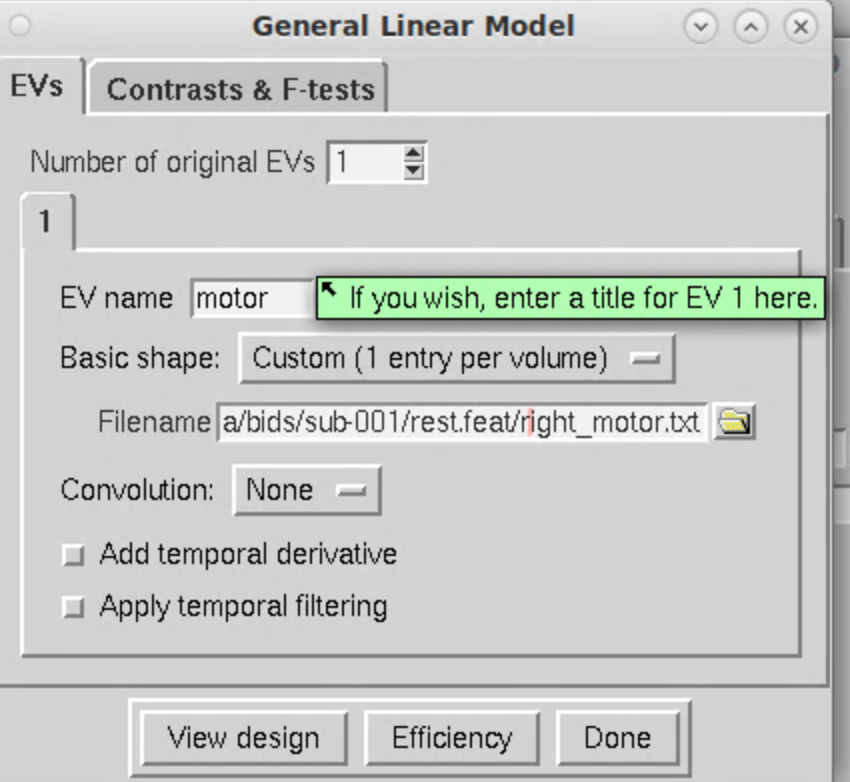 General Linear Model
EVs
Contrasts & F-tests
Number of original EVs 1
1
EV name motor
If you wish, enter a title for EV 1 here.
Basic shape: Custom (1 entry per volume)
Filename a/bids/sub-001/rest.feat/right_motor.txt
Convolution: None
Add temporal derivative
Apply temporal filtering
View design Efficiency Done